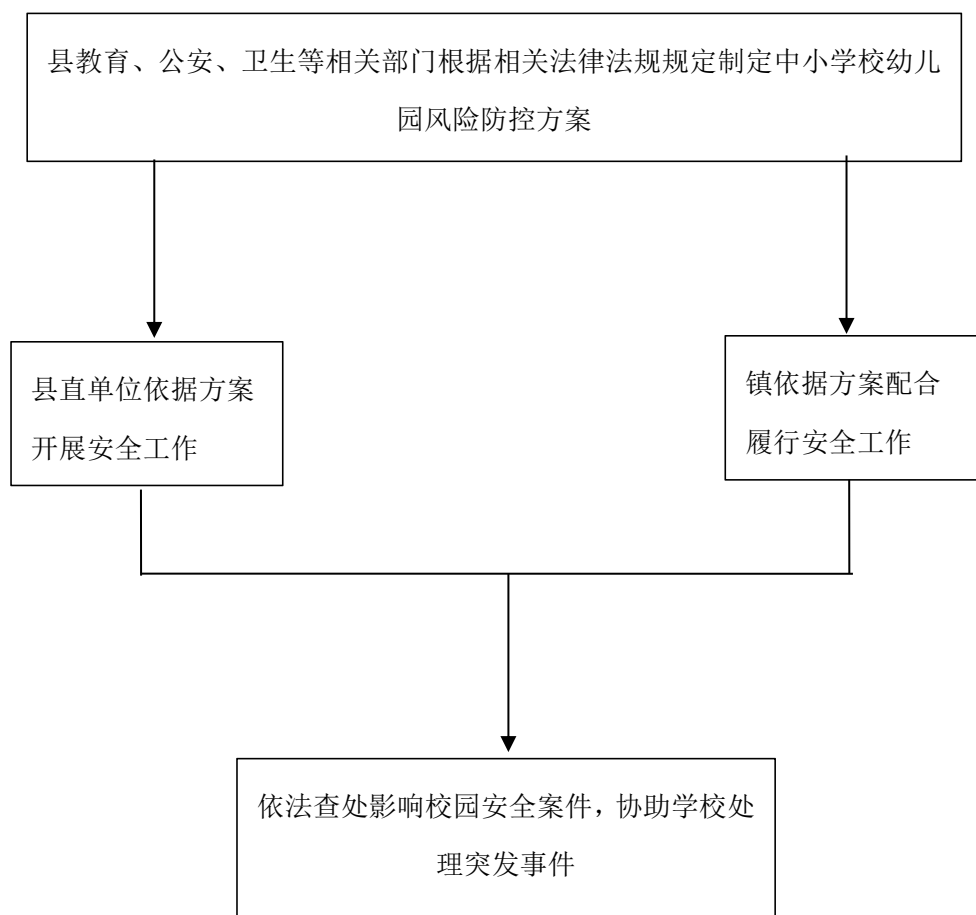 县教育、公安、卫生等相关部门根据相关法律法规规定制定中小学校幼儿
园风险防控方案
县直单位依据方案
开展安全工作
镇依据方案配合
履行安全工作
依法查处影响校园安全案件，协助学校处
理突发事件